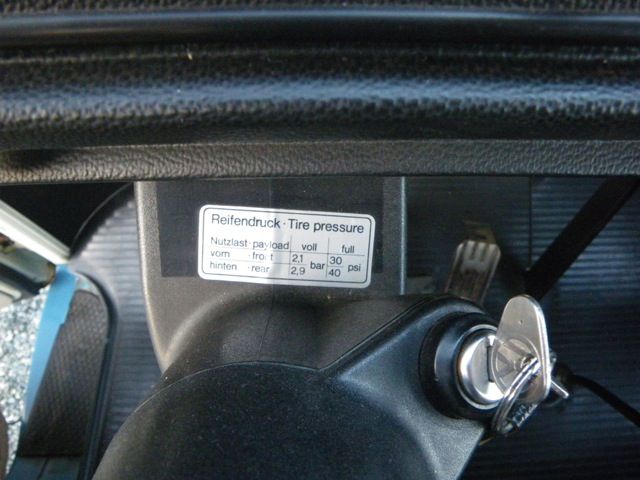 Reifendruck · Tire pressure
Nutzlast · payload voll full
vorn · front 2,1 bar 30 psi
hinten · rear 2,9 40